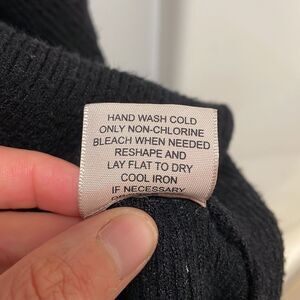 HAND WASH COLD
ONLY NON-CHLORINE
BLEACH WHEN NEEDED
RESHAPE AND
LAY FLAT TO DRY
COOL IRON
IF NECESSARY